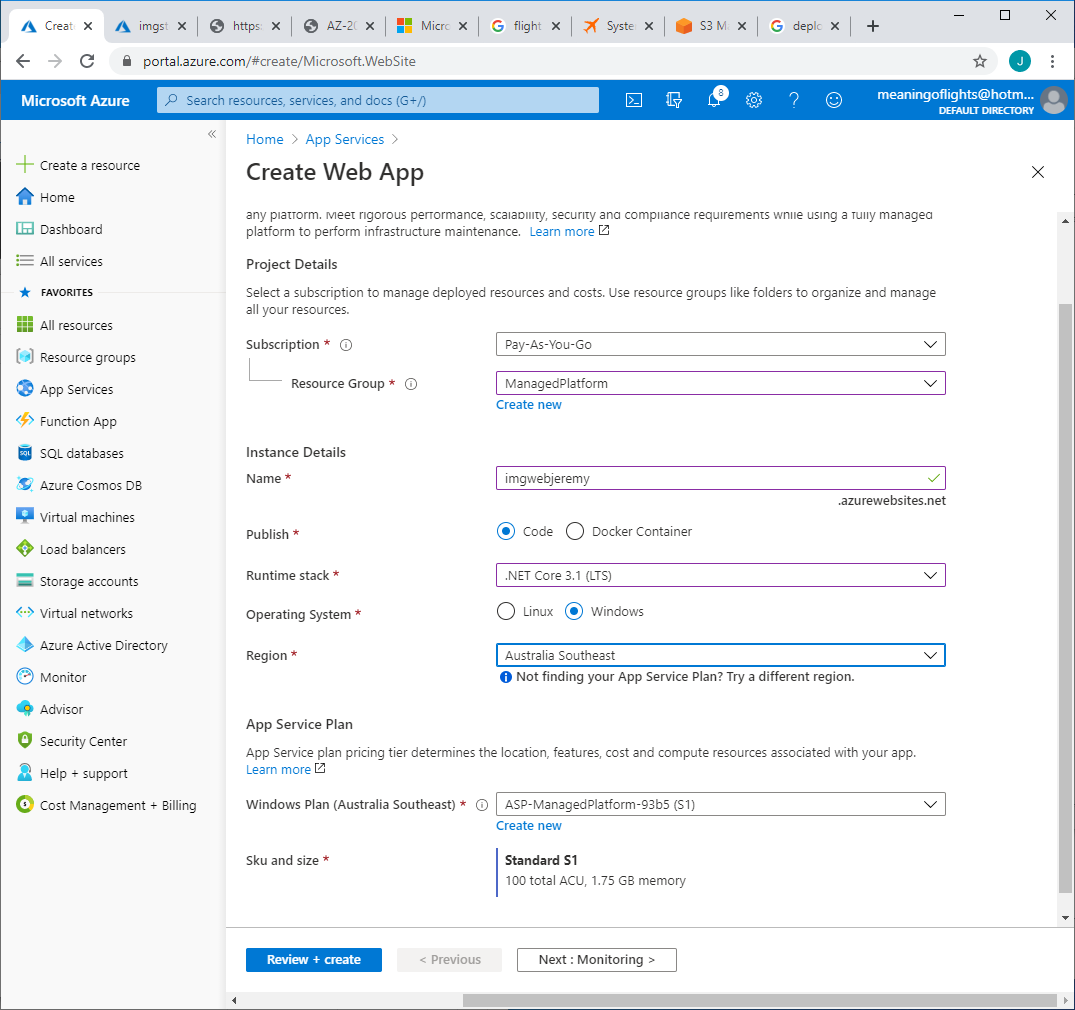 Create
imgst
https:
AZ-20
Micro
flight
Syste
S3 M
deplo
portal.azure.com/#create/Microsoft.WebSite
J
Microsoft Azure
Search resources, services, and docs (G+/)
8
meaningoflights@hotm...
DEFAULT DIRECTORY
«
Create a resource
Home
Dashboard
All services
FAVORITES
All resources
Resource groups
App Services
Function App
SQL databases
Azure Cosmos DB
Virtual machines
Load balancers
Storage accounts
Virtual networks
Azure Active Directory
Monitor
Advisor
Security Center
Help + support
Cost Management + Billing
Home > App Services >
Create Web App
any platform. Meet rigorous performance, scalability, security and compliance requirements while using a fully managed
platform to perform infrastructure maintenance. Learn more
Project Details
Select a subscription to manage deployed resources and costs. Use resource groups like folders to organize and manage
all your resources.
Subscription *
Pay-As-You-Go
Resource Group *
ManagedPlatform
Create new
Instance Details
Name *
imgwebjeremy
.azurewebsites.net
Publish *
Code
Docker Container
Runtime stack *
.NET Core 3.1 (LTS)
Operating System *
Linux
Windows
Region *
Australia Southeast
Not finding your App Service Plan? Try a different region.
App Service Plan
App Service plan pricing tier determines the location, features, cost and compute resources associated with your app.
Learn more
Windows Plan (Australia Southeast) *
ASP-ManagedPlatform-93b5 (S1)
Create new
Sku and size *
Standard S1
100 total ACU, 1.75 GB memory
Review + create
< Previous
Next : Monitoring >